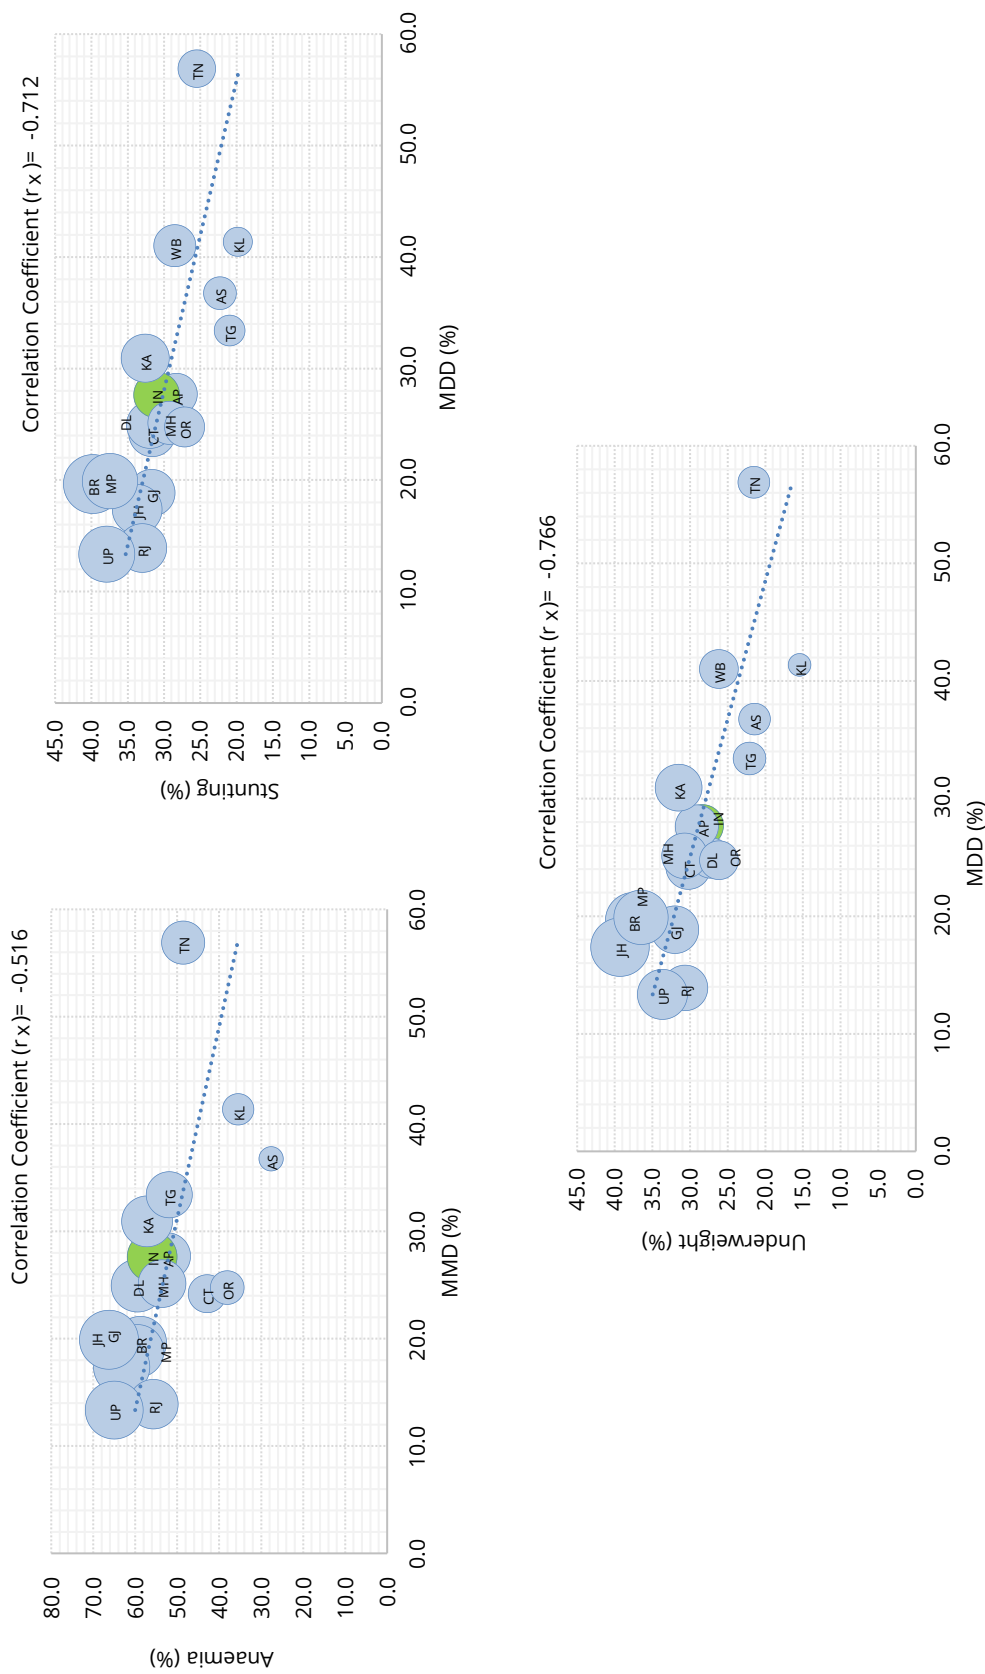 Correlation Coefficient (r x)= -0.516
Anaemia (%)
80.0
70.0
60.0
50.0
40.0
30.0
20.0
10.0
0.0
UP
RJ
JH
GJ
BR
MP
DL
MH
IN
AP
CT
OR
KA
TG
AS
KL
TN
0.0 10.0 20.0 30.0 40.0 50.0 60.0
MMD (%)
Correlation Coefficient (r x)= -0.712
Stunting (%)
45.0
40.0
35.0
30.0
25.0
20.0
15.0
10.0
5.0
0.0
UP
RJ
BR
MP
JH
GJ
DL
CT
MH
OR
IN
AP
KA
TG
AS
WB
KL
TN
0.0 10.0 20.0 30.0 40.0 50.0 60.0
MDD (%)
Correlation Coefficient (r x)= -0.766
Underweight (%)
45.0
40.0
35.0
30.0
25.0
20.0
15.0
10.0
5.0
0.0
JH
BR
MP
UP
RJ
GJ
MH
CT
DL
OR
AP
IN
KA
TG
AS
WB
KL
TN
0.0 10.0 20.0 30.0 40.0 50.0 60.0
MDD (%)